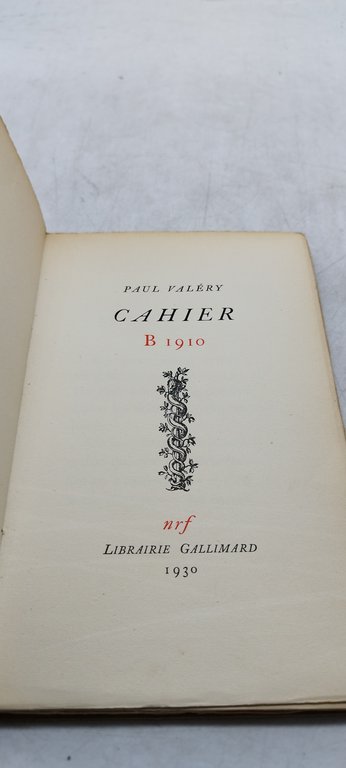 PAUL VALÉRY
CAHIER
B 1910
nrf
LIBRAIRIE GALLIMARD
1930